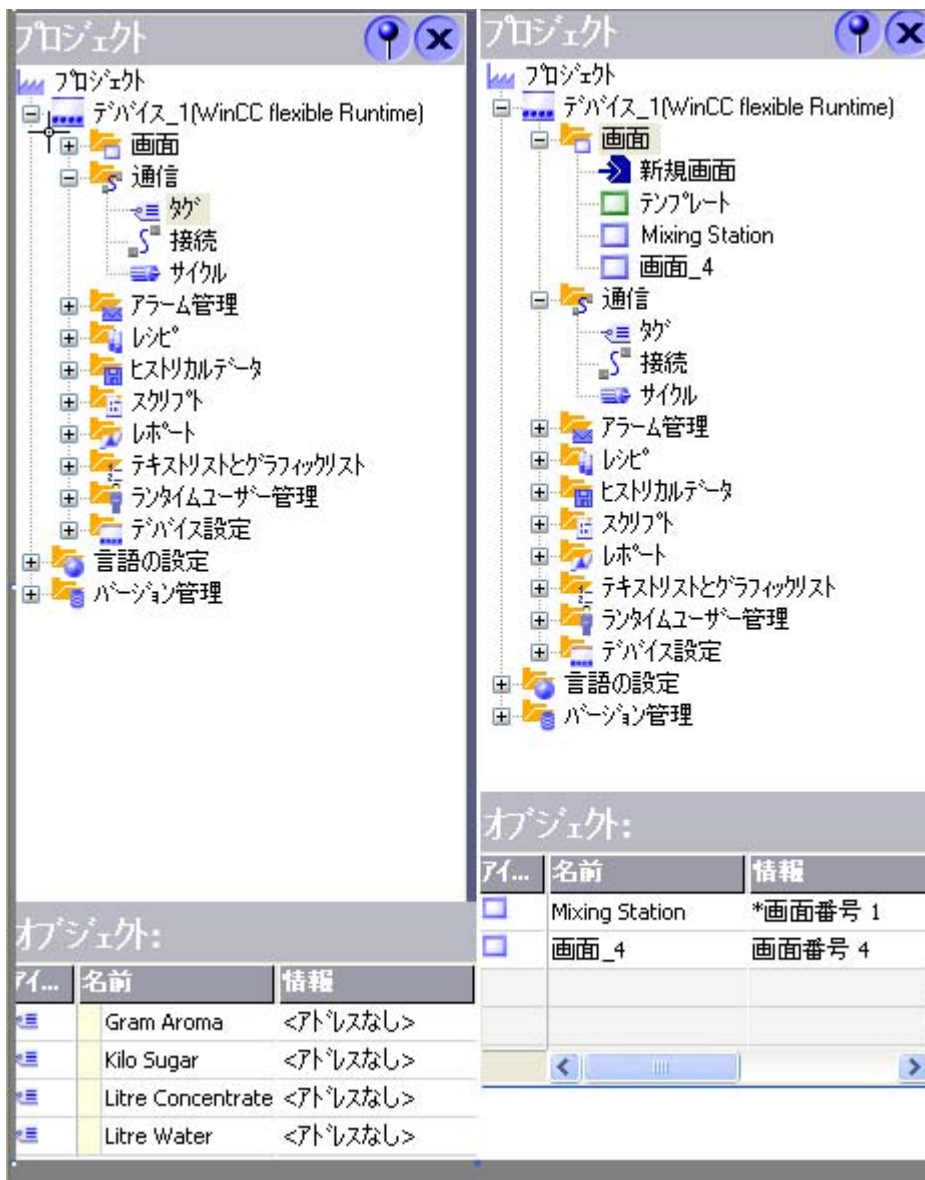 プロジェクト
プロジェクト
デバイス_1(WinCC flexible Runtime)
画面
通信
タグ
接続
サイクル
アラーム管理
レシピ
ヒストリカルデータ
スクリプト
レポート
テキストリストとグラフィックリスト
ランタイムユーザー管理
デバイス設定
言語の設定
バージョン管理
オブジェクト:
アイ... 名前 情報
Gram Aroma <アドレスなし>
Kilo Sugar <アドレスなし>
Litre Concentrate <アドレスなし>
Litre Water <アドレスなし>
プロジェクト
プロジェクト
デバイス_1(WinCC flexible Runtime)
画面
新規画面
テンプレート
Mixing Station
画面_4
通信
タグ
接続
サイクル
アラーム管理
レシピ
ヒストリカルデータ
スクリプト
レポート
テキストリストとグラフィックリスト
ランタイムユーザー管理
デバイス設定
言語の設定
バージョン管理
オブジェクト:
アイ... 名前 情報
Mixing Station *画面番号 1
画面_4 画面番号 4